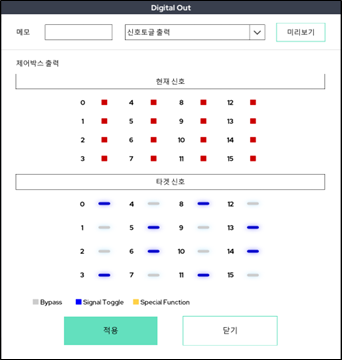 Digital Out
메모 신호토글 출력 미리보기
제어박스 출력
현재 신호
0 4 8 12
1 5 9 13
2 6 10 14
3 7 11 15
타겟 신호
0 4 8 12
1 5 9 13
2 6 10 14
3 7 11 15
Bypass Signal Toggle Special Function
적용 닫기